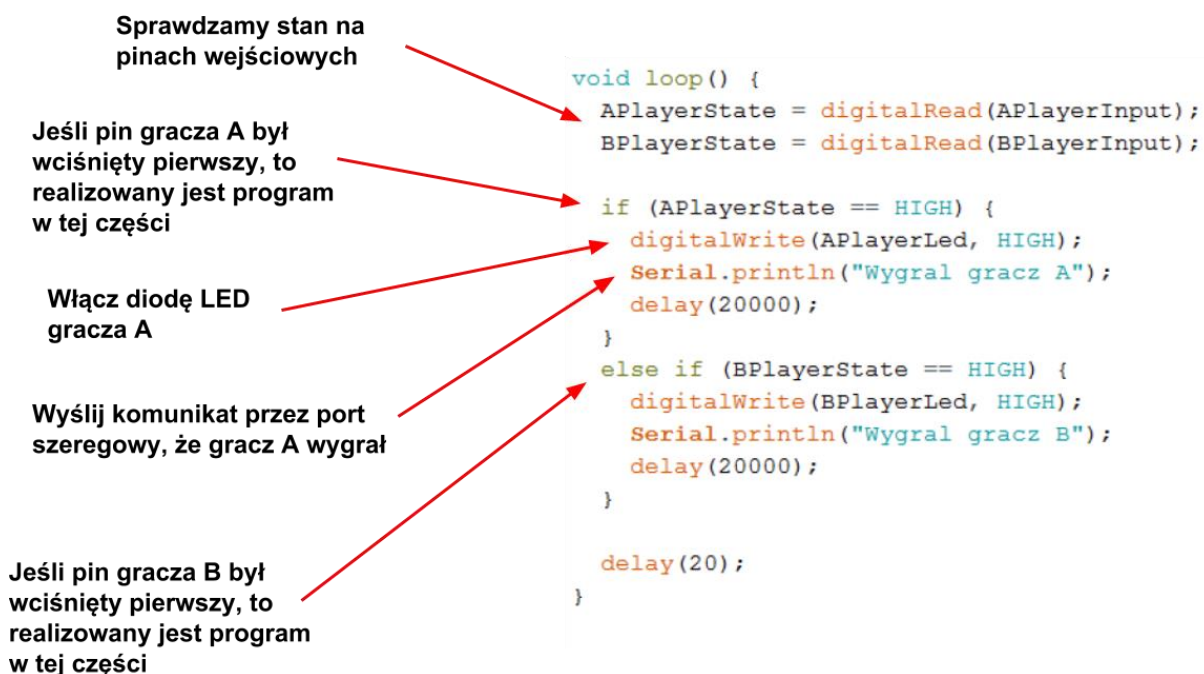 Sprawdzamy stan na
pinach wejściowych
Jeśli pin gracza A był
wciśnięty pierwszy, to
realizowany jest program
w tej części
Włącz diodę LED
gracza A
Wyślij komunikat przez port
szeregowy, że gracz A wygrał
Jeśli pin gracza B był
wciśnięty pierwszy, to
realizowany jest program
w tej części
void loop() {
  APlayerState = digitalRead(APlayerInput);
  BPlayerState = digitalRead(BPlayerInput);
  if (APlayerState == HIGH) {
    digitalWrite(APlayerLed, HIGH);
    Serial.println("Wygral gracz A");
    delay(20000);
  }
  else if (BPlayerState == HIGH) {
    digitalWrite(BPlayerLed, HIGH);
    Serial.println("Wygral gracz B");
    delay(20000);
  }
  delay(20);
}